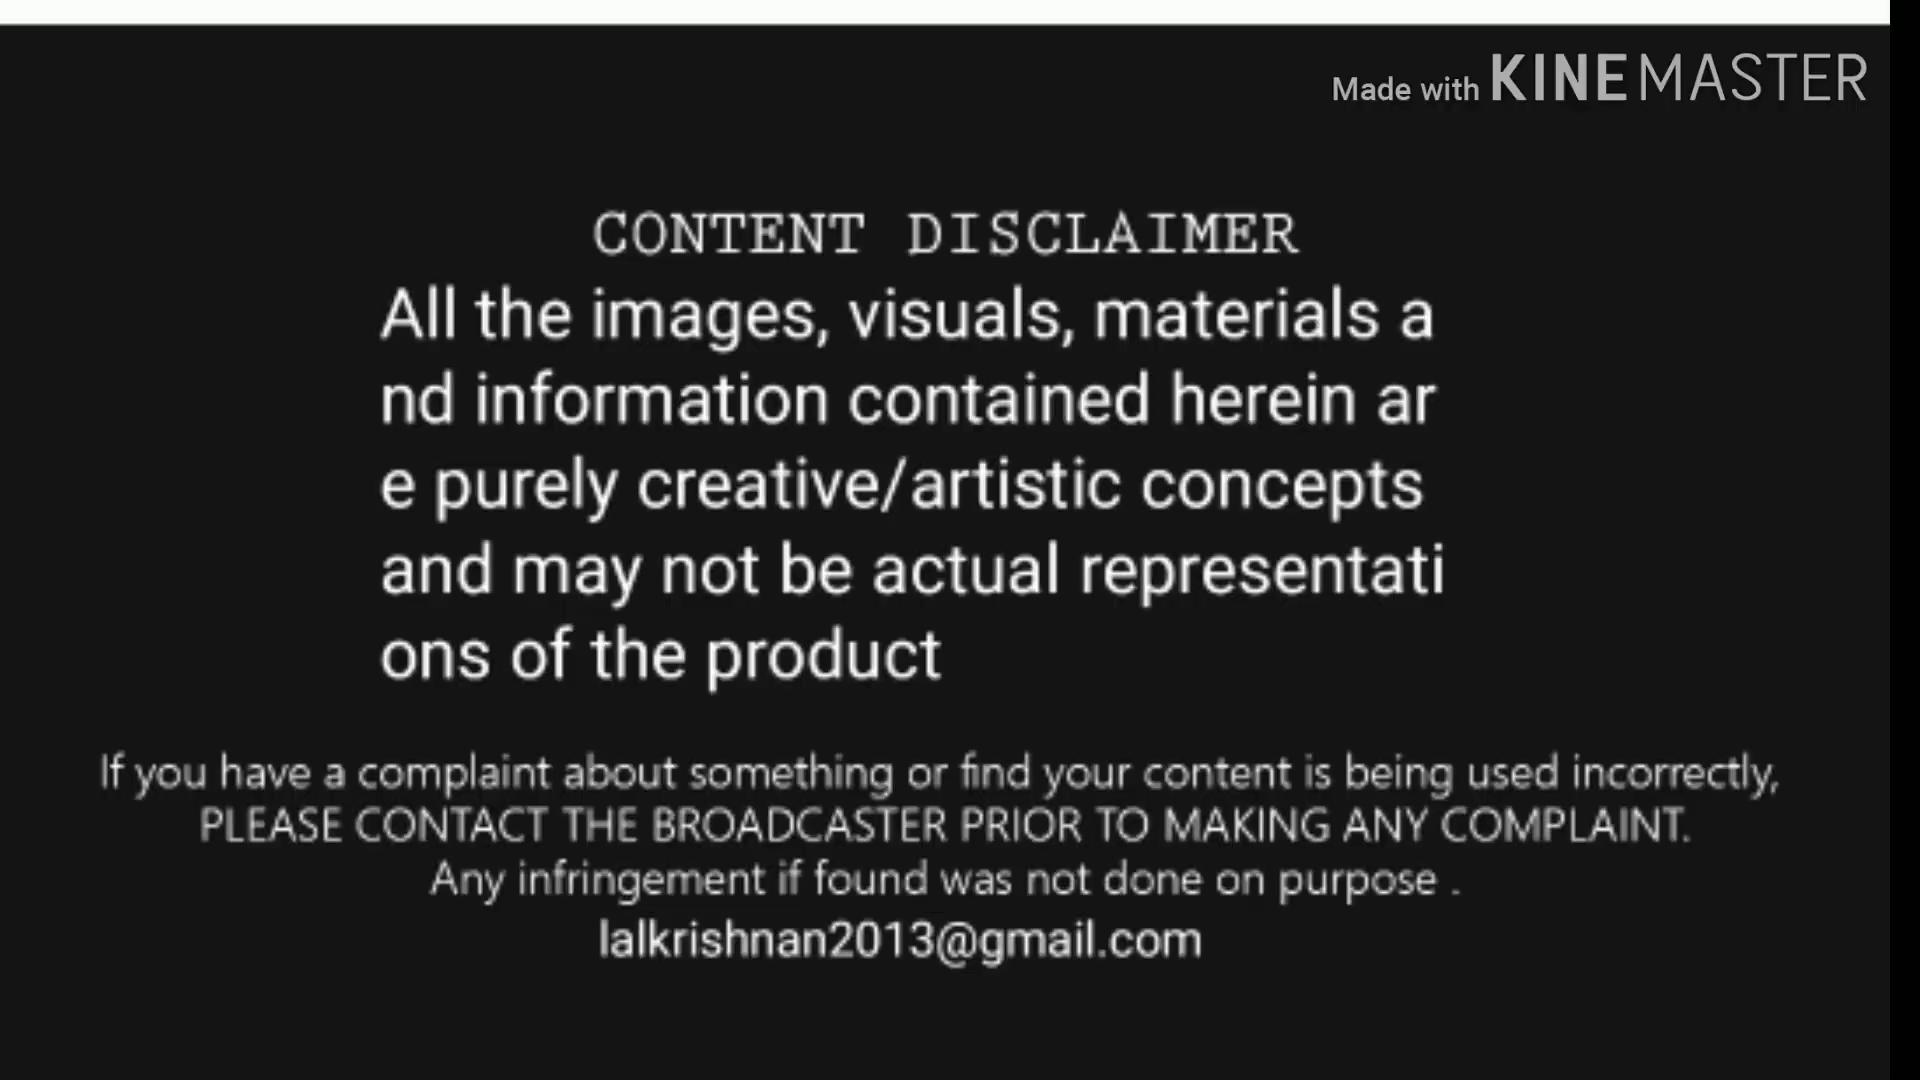 Made with KINEMASTER
CONTENT DISCLAIMER
All the images, visuals, materials a
nd information contained herein ar
e purely creative/artistic concepts
and may not be actual representati
ons of the product
If you have a complaint about something or find your content is being used incorrectly,
PLEASE CONTACT THE BROADCASTER PRIOR TO MAKING ANY COMPLAINT.
Any infringement if found was not done on purpose .
lalkrishnan2013@gmail.com